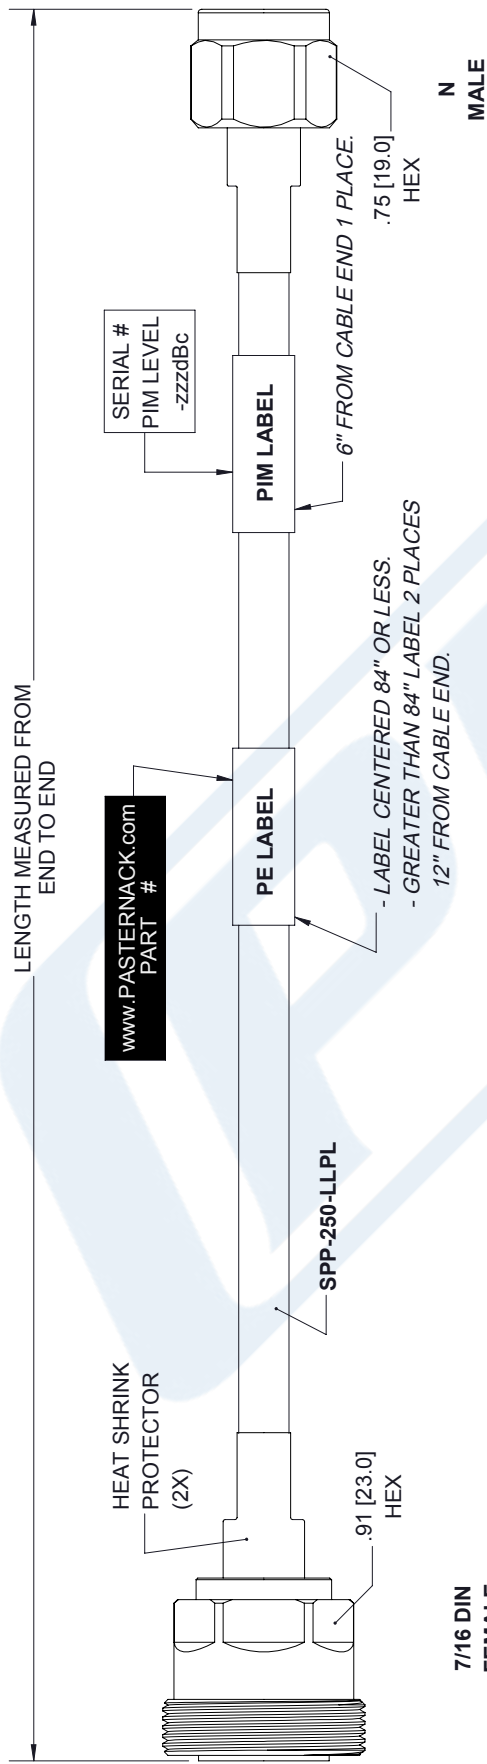 LENGTH MEASURED FROM
END TO END
HEAT SHRINK
PROTECTOR
(2X)
www.PASTERNACK.com
PART #
SERIAL #
PIM LEVEL
-zzzdBc
PE LABEL
PIM LABEL
.91 [23.0]
HEX
SPP-250-LLPL
- LABEL CENTERED 84" OR LESS.
- GREATER THAN 84" LABEL 2 PLACES
12" FROM CABLE END.
6" FROM CABLE END 1 PLACE.
.75 [19.0]
HEX
7/16 DIN
FEMALE
N
MALE